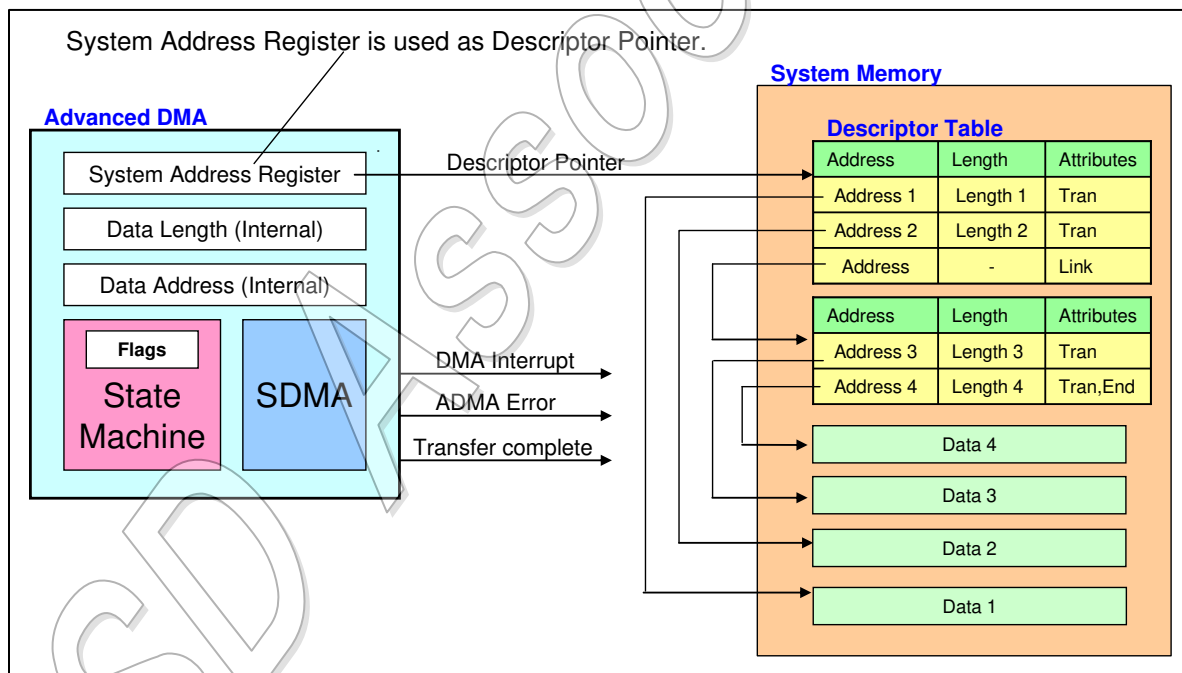 System Address Register is used as Descriptor Pointer.
System Memory
Advanced DMA
Descriptor Table
System Address Register
Descriptor Pointer
Address Length Attributes
Address 1 Length 1 Tran
Data Length (Internal)
Address 2 Length 2 Tran
Data Address (Internal)
Address - Link
Address Length Attributes
Flags
State
Machine
SDMA
DMA Interrupt
Address 3 Length 3 Tran
ADMA Error
Address 4 Length 4 Tran,End
Transfer complete
Data 4
Data 3
Data 2
Data 1
SD Assoc